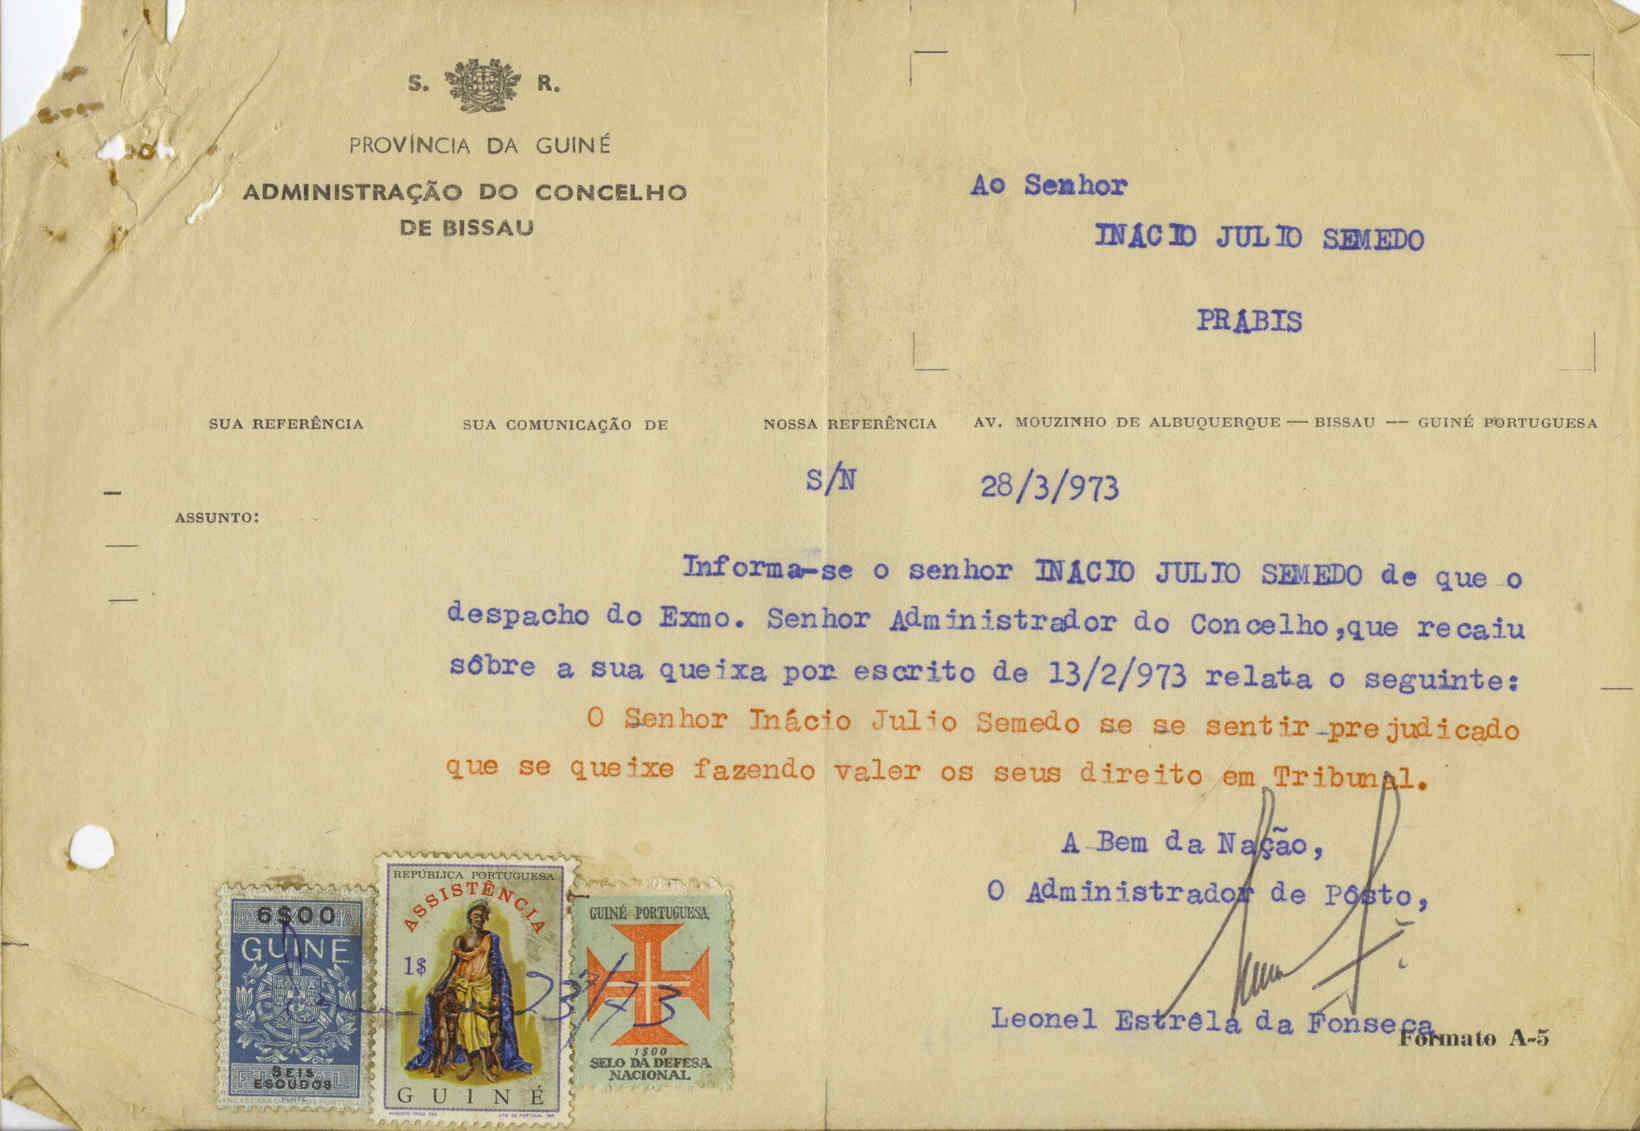 S. R.
PROVÍNCIA DA GUINÉ
ADMINISTRAÇÃO DO CONCELHO
DE BISSAU
Ao Senhor
INÁCIO JULIO SEMEDO
PRÁBIS
SUA REFERÊNCIA SUA COMUNICAÇÃO DE NOSSA REFERÊNCIA AV. MOUZINHO DE ALBUQUERQUE — BISSAU — GUINÉ PORTUGUESA
S/N 28/3/973
ASSUNTO:
Informa-se o senhor INÁCIO JULIO SEMEDO de que o
despacho do Exmo. Senhor Administrador do Concelho,que recaiu
sôbre a sua queixa por escrito de 13/2/973 relata o seguinte:
O Senhor Inácio Julio Semedo se se sentir prejudicado
que se queixe fazendo valer os seus direito em Tribunal.
A Bem da Nação,
O Administrador de Pôsto,
Leonel Estrêla da Fonseca
Formato A-5
6$00
GUINÉ
SEIS
ESCUDOS
REPÚBLICA PORTUGUESA
ASSISTÊNCIA
1$
GUINÉ
GUINÉ PORTUGUESA
1$00
SELO DA DEFESA
NACIONAL